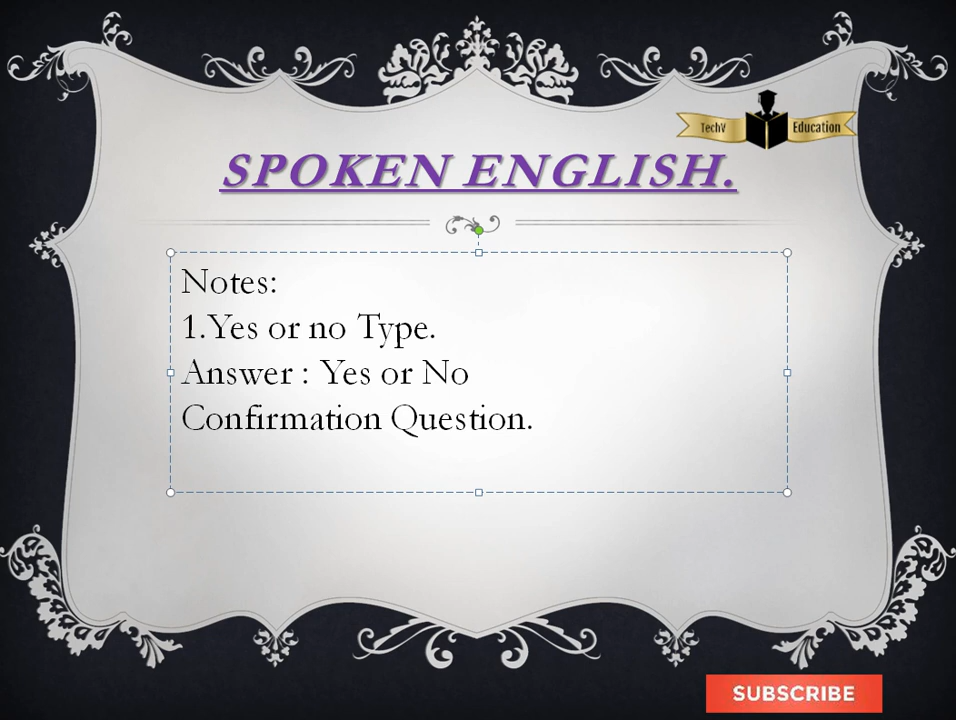 TechV Education
SPOKEN ENGLISH.
Notes:
1.Yes or no Type.
Answer : Yes or No
Confirmation Question.
SUBSCRIBE